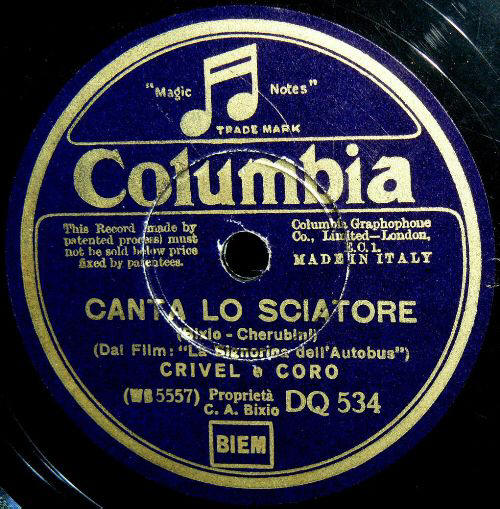 "Magic Notes"
TRADE MARK
Columbia
This Record (made by
patented process) must
not be sold below price
fixed by patentees.
Columbia Graphophone
Co., Limited—London,
E.C.1.
MADE IN ITALY
CANTA LO SCIATORE
(Bixio - Cherubini)
(Dal Film: "La Signorina dell'Autobus")
CRIVEL e CORO
(WB 5557) Proprietà
C. A. Bixio DQ 534
BIEM